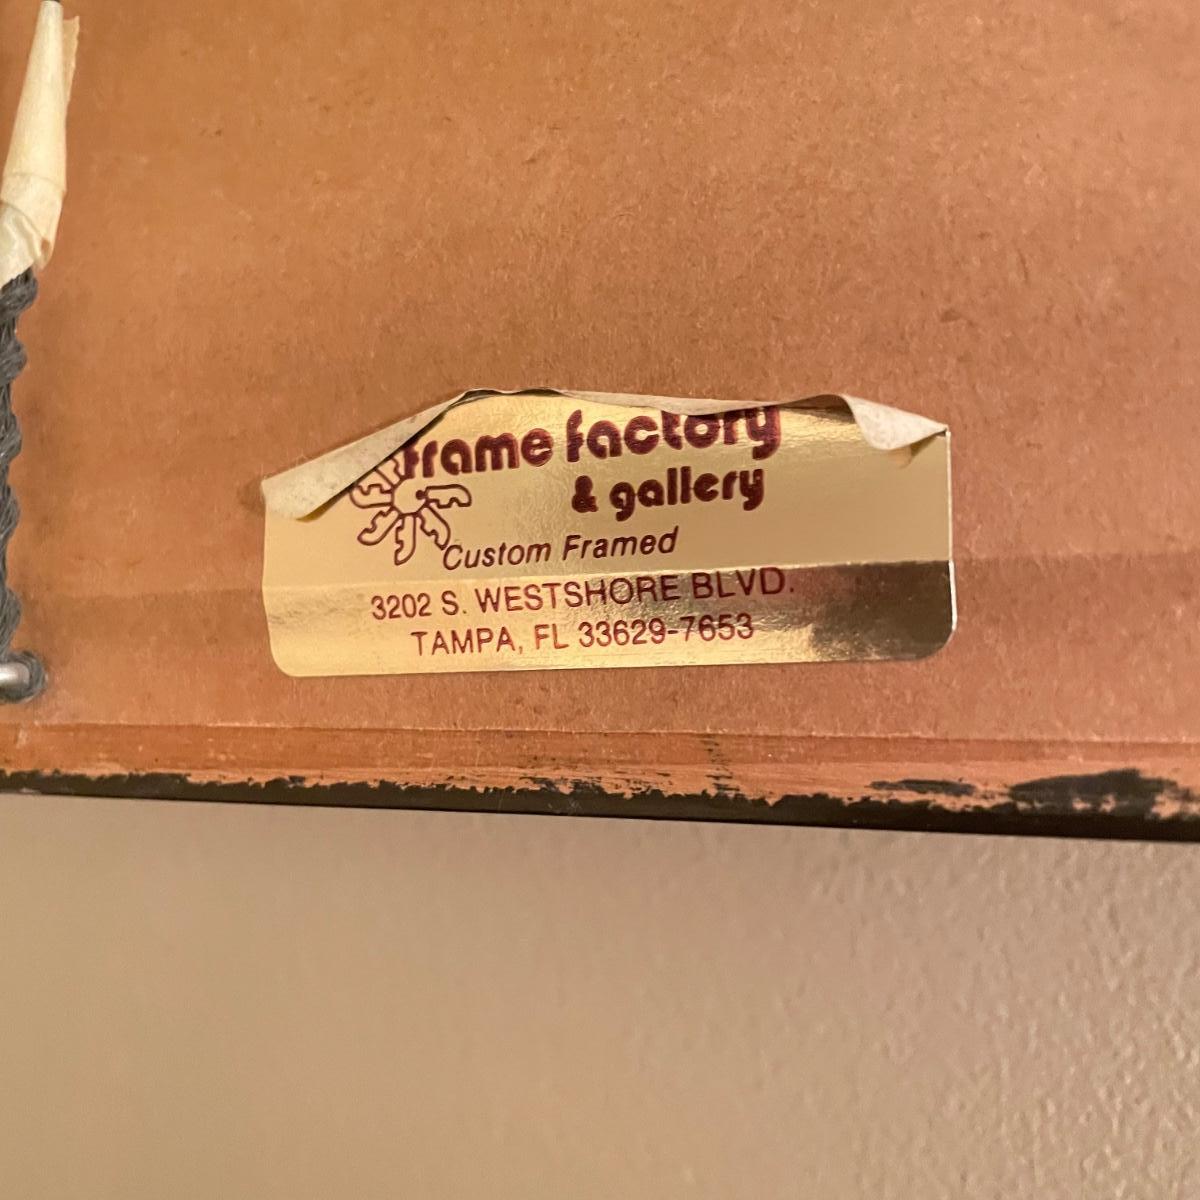 frame factory
& gallery
Custom Framed
3202 S. WESTSHORE BLVD.
TAMPA, FL 33629-7653